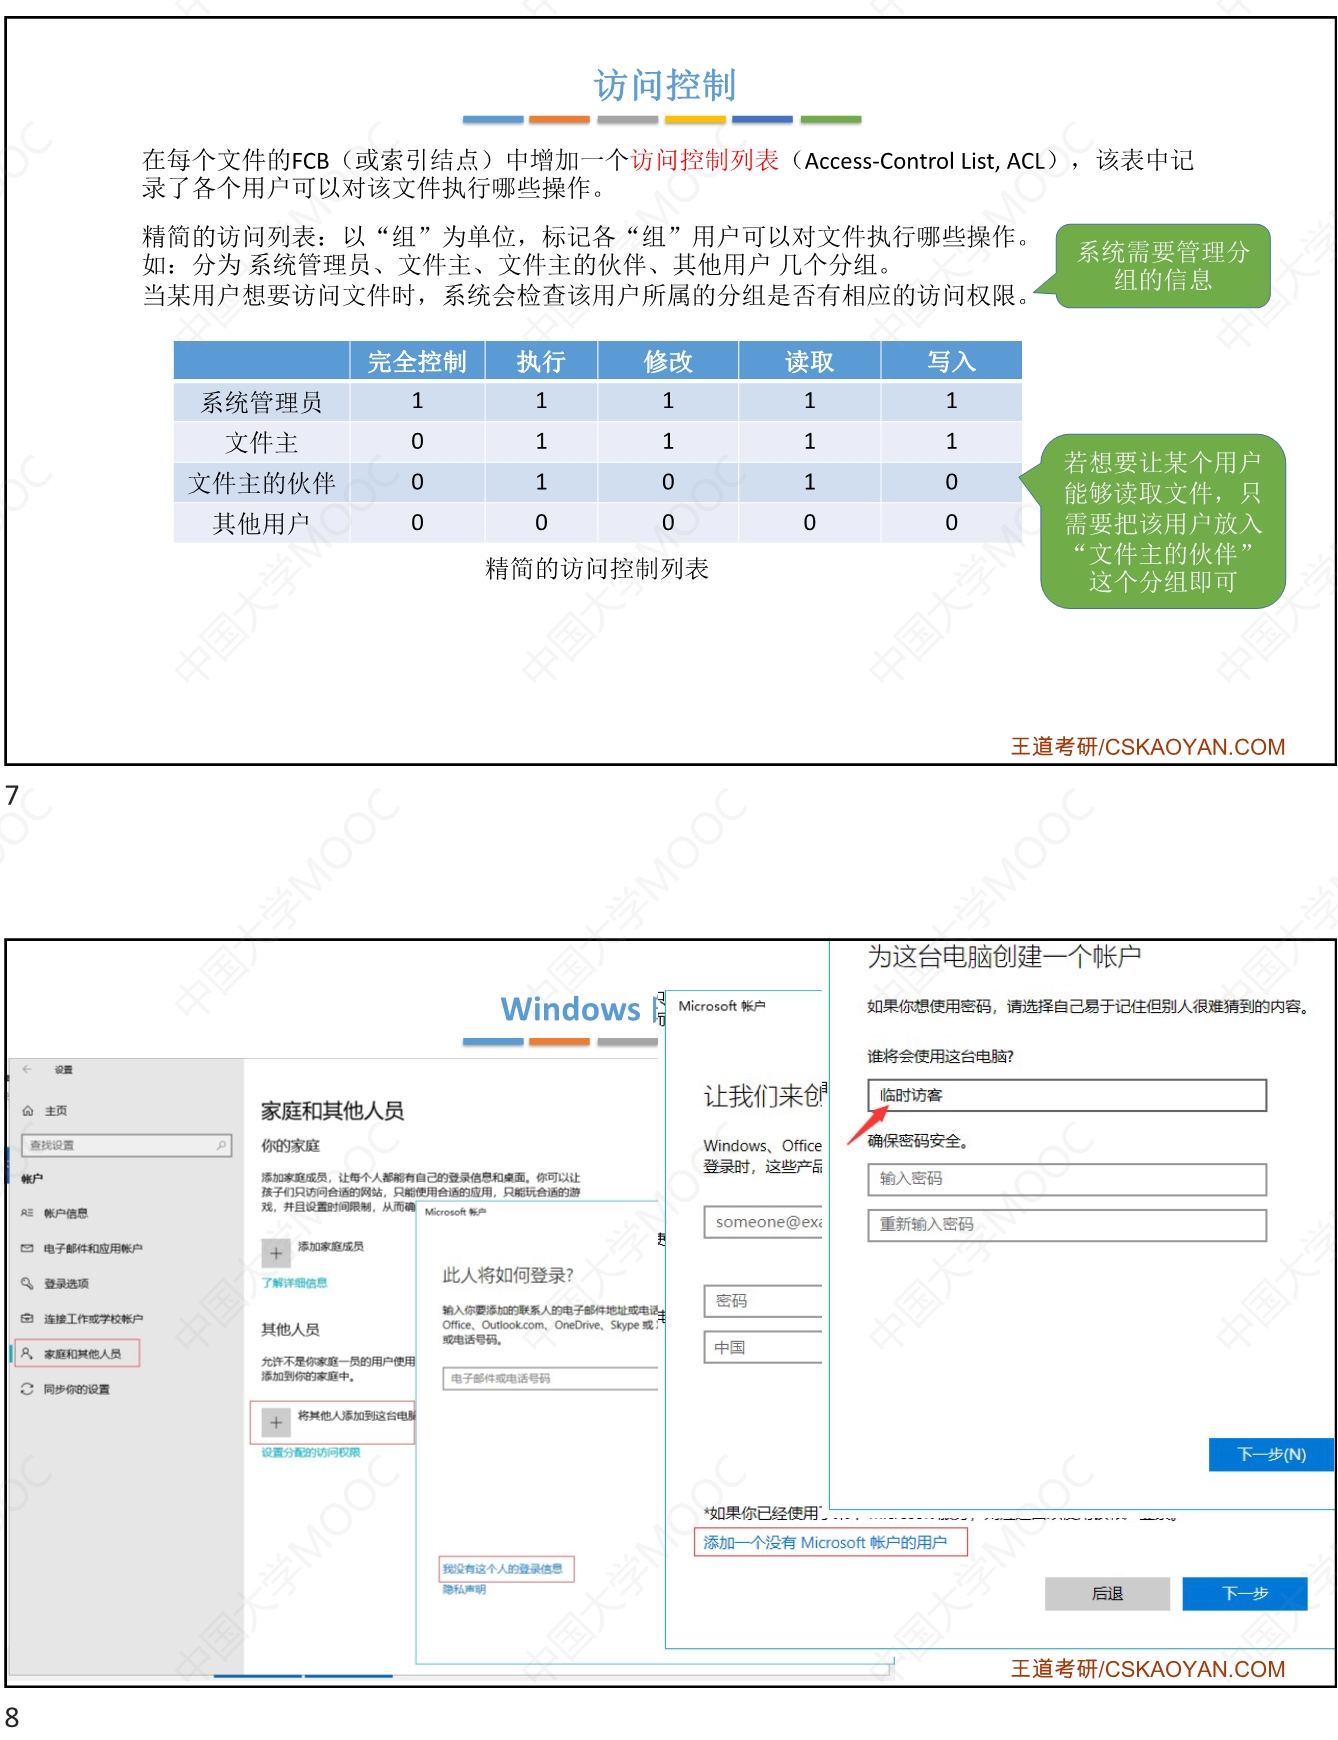 访问控制
在每个文件的FCB（或索引结点）中增加一个访问控制列表（Access-Control List, ACL），该表中记
录了各个用户可以对该文件执行哪些操作。
精简的访问列表：以“组”为单位，标记各“组”用户可以对文件执行哪些操作。
如：分为 系统管理员、文件主、文件主的伙伴、其他用户 几个分组。
当某用户想要访问文件时，系统会检查该用户所属的分组是否有相应的访问权限。
系统需要管理分
组的信息
完全控制 执行 修改 读取 写入
系统管理员 1 1 1 1 1
文件主 0 1 1 1 1
文件主的伙伴 0 1 0 1 0
其他用户 0 0 0 0 0
精简的访问控制列表
若想要让某个用户
能够读取文件，只
需要把该用户放入
“文件主的伙伴”
这个分组即可
王道考研/CSKAOYAN.COM
7
Windows
设置
主页
查找设置
帐户
帐户信息
电子邮件和应用帐户
登录选项
连接工作或学校帐户
家庭和其他人员
同步你的设置
家庭和其他人员
你的家庭
添加家庭成员，让每个人都能有自己的登录信息和桌面。你可以让
孩子们只访问合适的网站，只能使用合适的应用，只能玩合适的游
戏，并且设置时间限制，从而确
添加家庭成员
了解详细信息
其他人员
允许不是你家庭一员的用户使用
添加到你的家庭中。
将其他人添加到这台电脑
设置分配的访问权限
Microsoft 帐户
此人将如何登录?
输入你要添加的联系人的电子邮件地址或电话
Office、Outlook.com、OneDrive、Skype 或
或电话号码。
电子邮件或电话号码
我没有这个人的登录信息
隐私声明
Microsoft 帐户
让我们来创
Windows、Office
登录时，这些产品
someone@exa
密码
中国
*如果你已经使用
添加一个没有 Microsoft 帐户的用户
后退
下一步
为这台电脑创建一个帐户
如果你想使用密码，请选择自己易于记住但别人很难猜到的内容。
谁将会使用这台电脑?
临时访客
确保密码安全。
输入密码
重新输入密码
下一步(N)
王道考研/CSKAOYAN.COM
8
中国大学MOOC